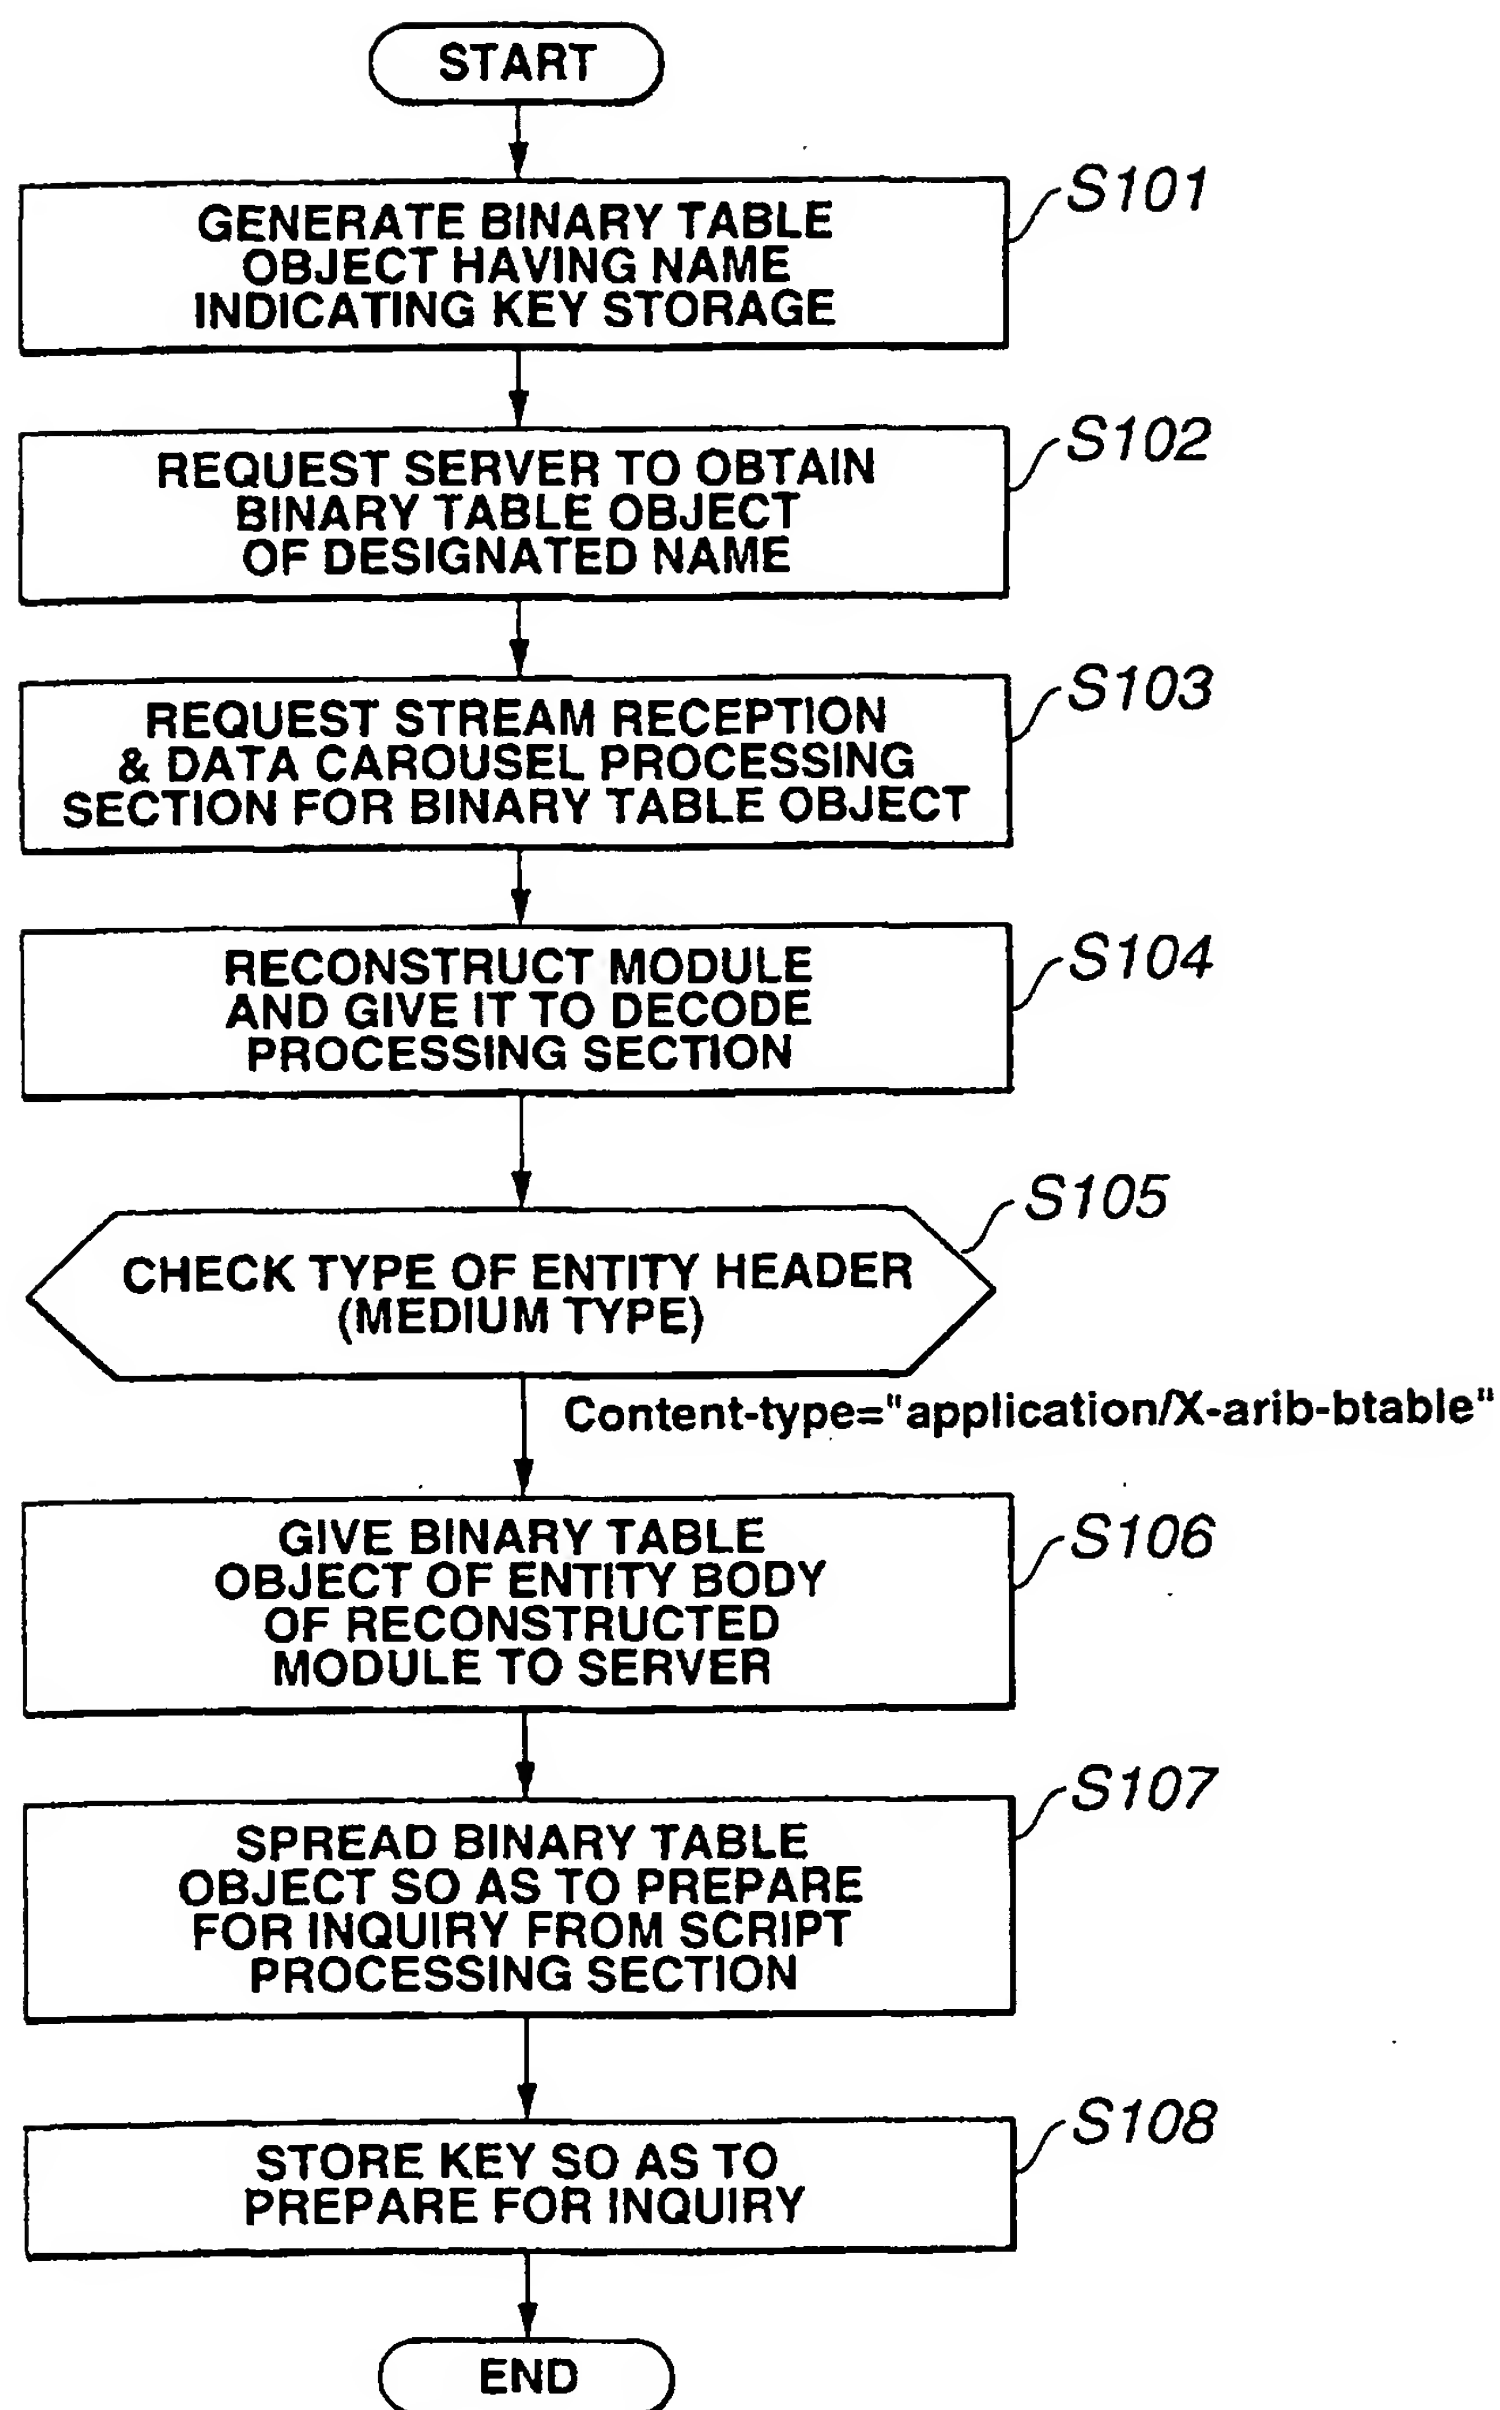 START
S101
GENERATE BINARY TABLE
OBJECT HAVING NAME
INDICATING KEY STORAGE
S102
REQUEST SERVER TO OBTAIN
BINARY TABLE OBJECT
OF DESIGNATED NAME
S103
REQUEST STREAM RECEPTION
& DATA CAROUSEL PROCESSING
SECTION FOR BINARY TABLE OBJECT
S104
RECONSTRUCT MODULE
AND GIVE IT TO DECODE
PROCESSING SECTION
S105
CHECK TYPE OF ENTITY HEADER
(MEDIUM TYPE)
Content-type="application/X-arib-btable"
S106
GIVE BINARY TABLE
OBJECT OF ENTITY BODY
OF RECONSTRUCTED
MODULE TO SERVER
S107
SPREAD BINARY TABLE
OBJECT SO AS TO PREPARE
FOR INQUIRY FROM SCRIPT
PROCESSING SECTION
S108
STORE KEY SO AS TO
PREPARE FOR INQUIRY
END